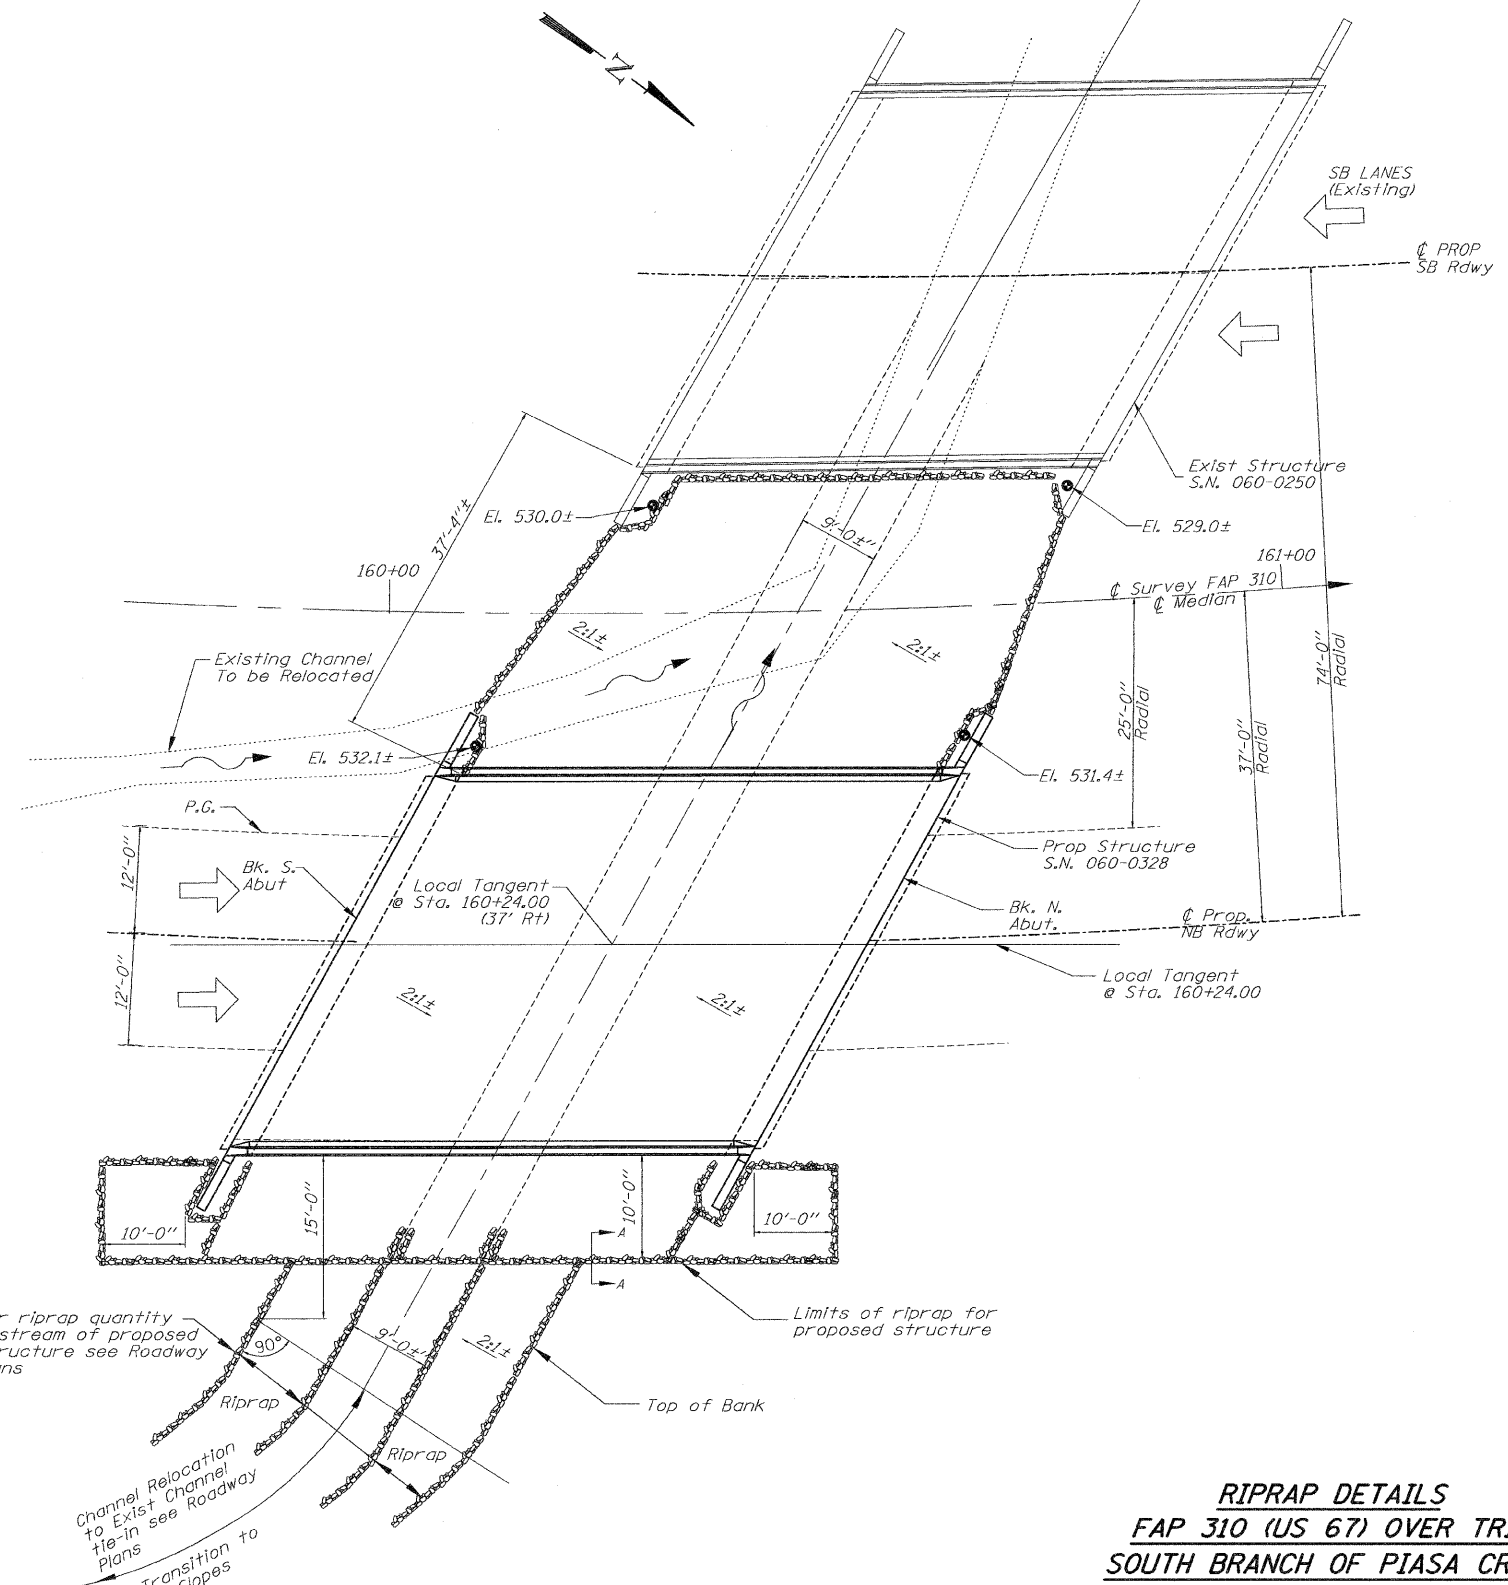 N
SB LANES
(Existing)
℄ PROP
SB Rdwy
Exist Structure
S.N. 060-0250
El. 530.0±
El. 529.0±
37'-4"±
9'-0±"
160+00
161+00
℄ Survey FAP 310
℄ Median
2:1±
2:1±
Existing Channel
To be Relocated
25'-0"
Radial
37'-0"
Radial
74'-0"
Radial
El. 532.1±
El. 531.4±
P.G.
12'-0"
Prop Structure
S.N. 060-0328
Bk. S.
Abut
Local Tangent
@ Sta. 160+24.00
(37' Rt)
Bk. N.
Abut.
℄ Prop.
NB Rdwy
12'-0"
Local Tangent
@ Sta. 160+24.00
2:1±
2:1±
15'-0"
10'-0"
10'-0"
10'-0"
A
A
r riprap quantity
stream of proposed
ructure see Roadway
ns
90°
9'-0±"
2:1±
Limits of riprap for
proposed structure
Riprap
Top of Bank
Riprap
Channel Relocation
to Exist Channel
tie-in see Roadway
Plans
Transition to
Slopes
RIPRAP DETAILS
FAP 310 (US 67) OVER TR
SOUTH BRANCH OF PIASA CR